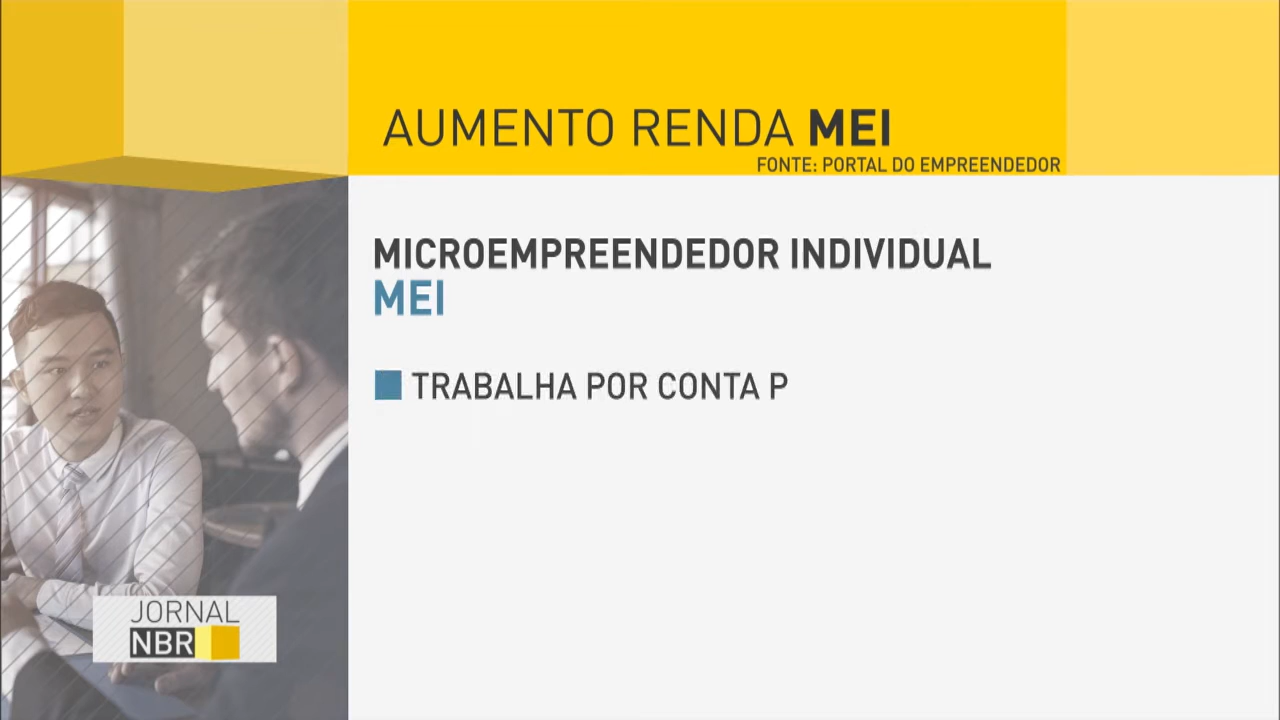 AUMENTO RENDA MEI
FONTE: PORTAL DO EMPREENDEDOR
MICROEMPREENDEDOR INDIVIDUAL
MEI
TRABALHA POR CONTA P
JORNAL
NBR